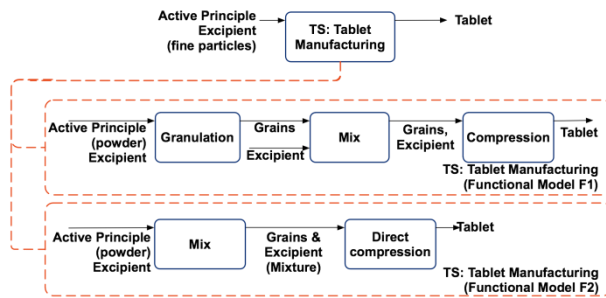 Active Principle
Excipient
(fine particles)
TS: Tablet
Manufacturing
Tablet
Active Principle
(powder)
Excipient
Granulation
Grains
Excipient
Mix
Grains,
Excipient
Compression
Tablet
TS: Tablet Manufacturing
(Functional Model F1)
Active Principle
(powder)
Excipient
Mix
Grains &
Excipient
(Mixture)
Direct
compression
Tablet
TS: Tablet Manufacturing
(Functional Model F2)